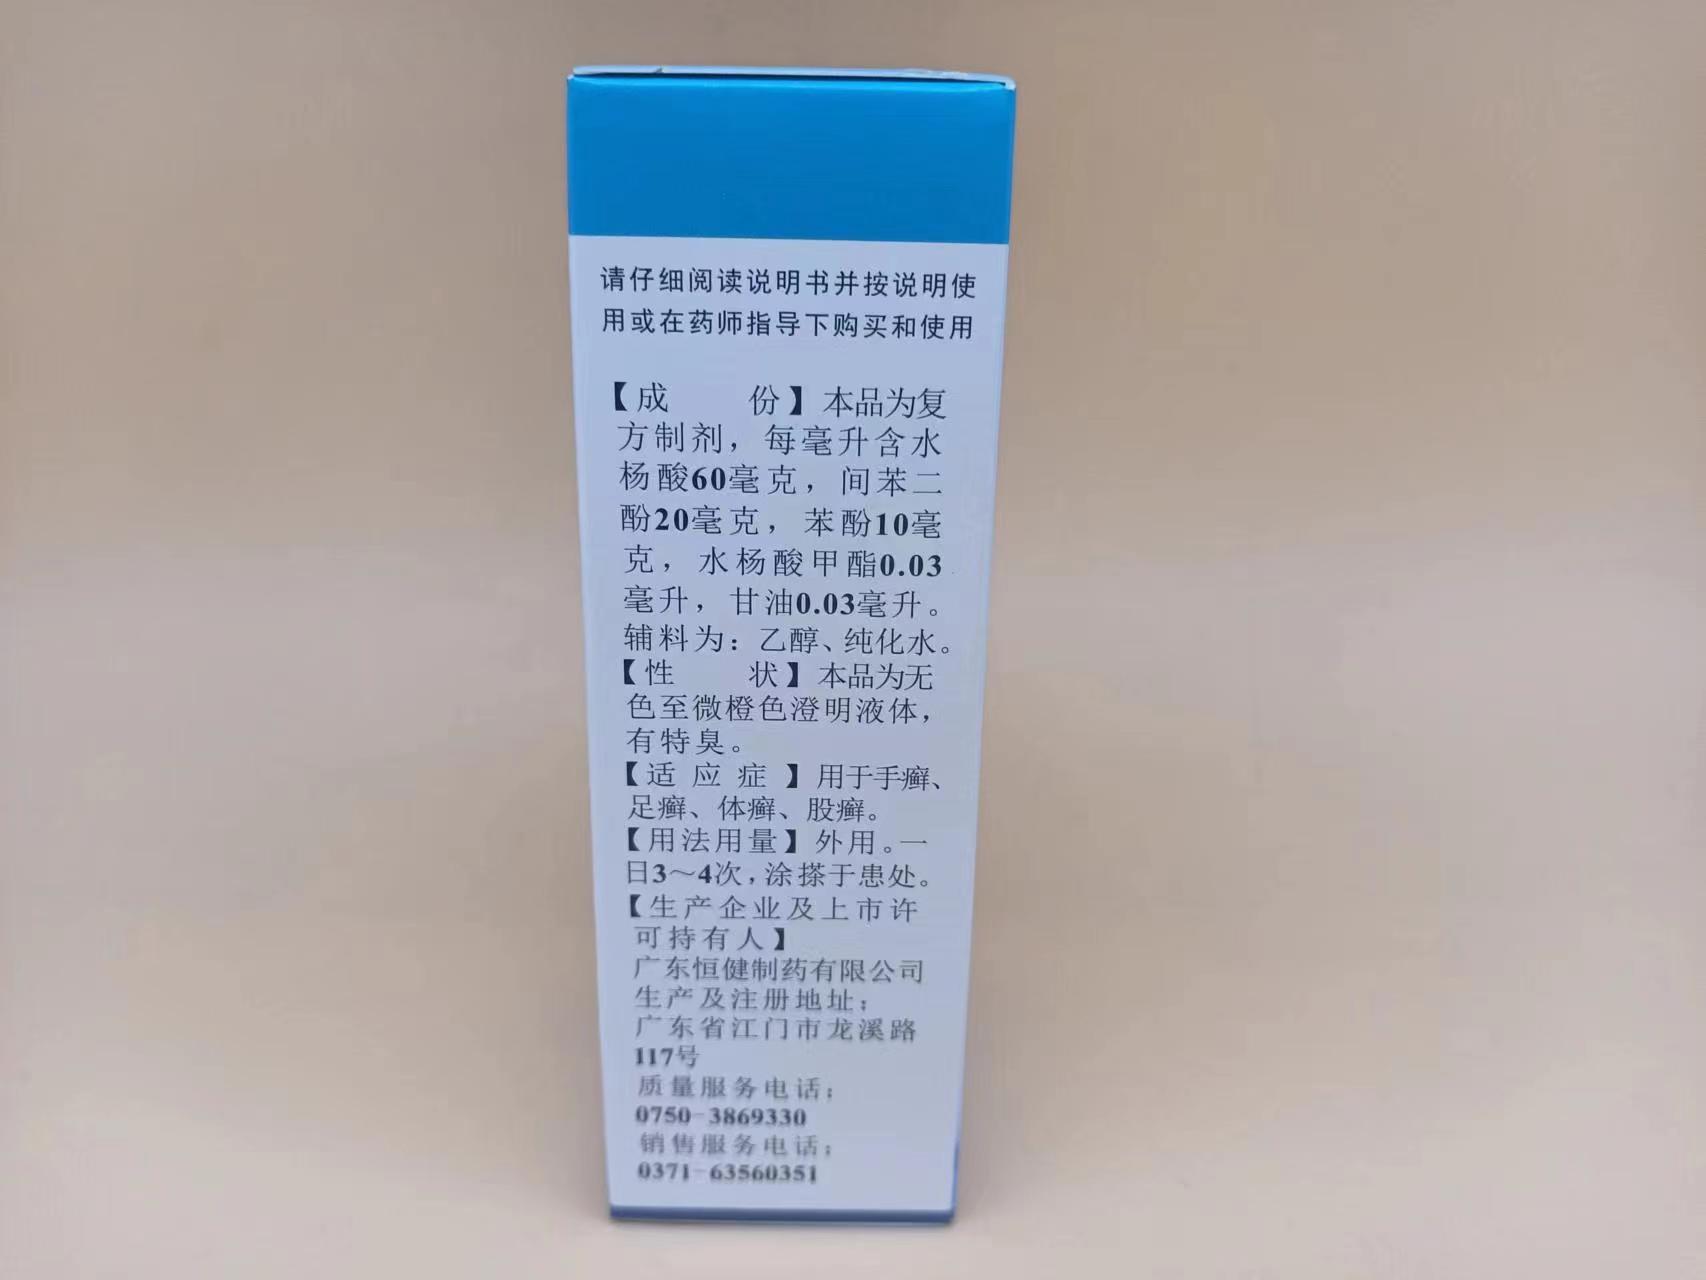 请仔细阅读说明书并按说明使
用或在药师指导下购买和使用
【成 份】本品为复
方制剂，每毫升含水
杨酸60毫克，间苯二
酚20毫克，苯酚10毫
克，水杨酸甲酯0.03
毫升，甘油0.03毫升。
辅料为：乙醇、纯化水。
【性 状】本品为无
色至微橙色澄明液体，
有特臭。
【适应症】用于手癣、
足癣、体癣、股癣。
【用法用量】外用。一
日3～4次，涂搽于患处。
【生产企业及上市许
可持有人】
广东恒健制药有限公司
生产及注册地址：
广东省江门市龙溪路
117号
质量服务电话：
0750-3869330
销售服务电话：
0371-63560351